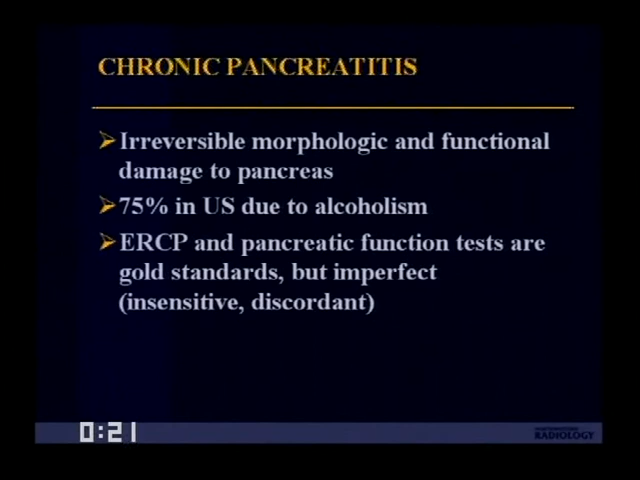 CHRONIC PANCREATITIS
➢Irreversible morphologic and functional
damage to pancreas
➢75% in US due to alcoholism
➢ERCP and pancreatic function tests are
gold standards, but imperfect
(insensitive, discordant)
0:21
RADIOLOGY